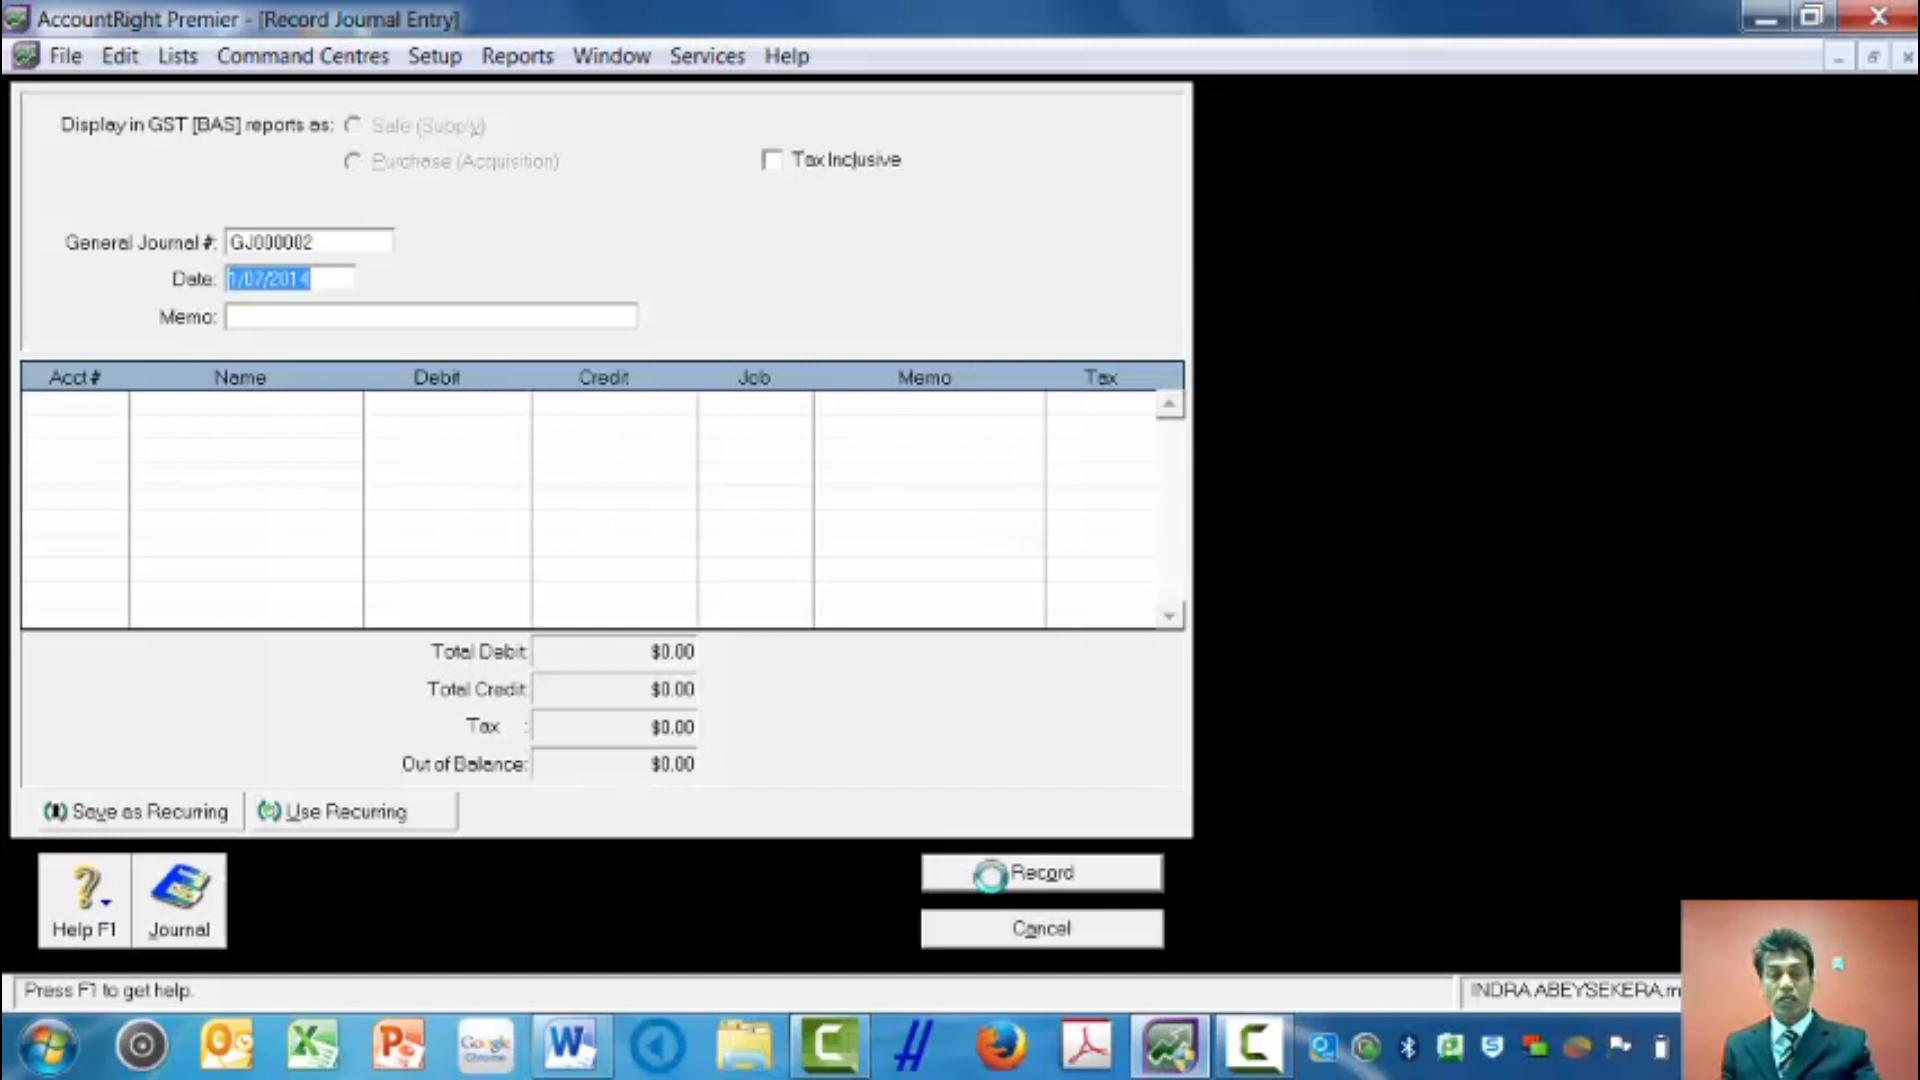 AccountRight Premier - [Record Journal Entry]
File Edit Lists Command Centres Setup Reports Window Services Help
Display in GST [BAS] reports as: Sale (Supply)
Purchase (Acquisition) Tax Inclusive
General Journal #: GJ000002
Date: 1/07/2014
Memo:
Acct # Name Debit Credit Job Memo Tax
Total Debit: $0.00
Total Credit: $0.00
Tax : $0.00
Out of Balance: $0.00
Save as Recurring Use Recurring
Record
Help F1 Journal Cancel
Press F1 to get help. INDRA ABEYSEKERA.m
Google Chrome